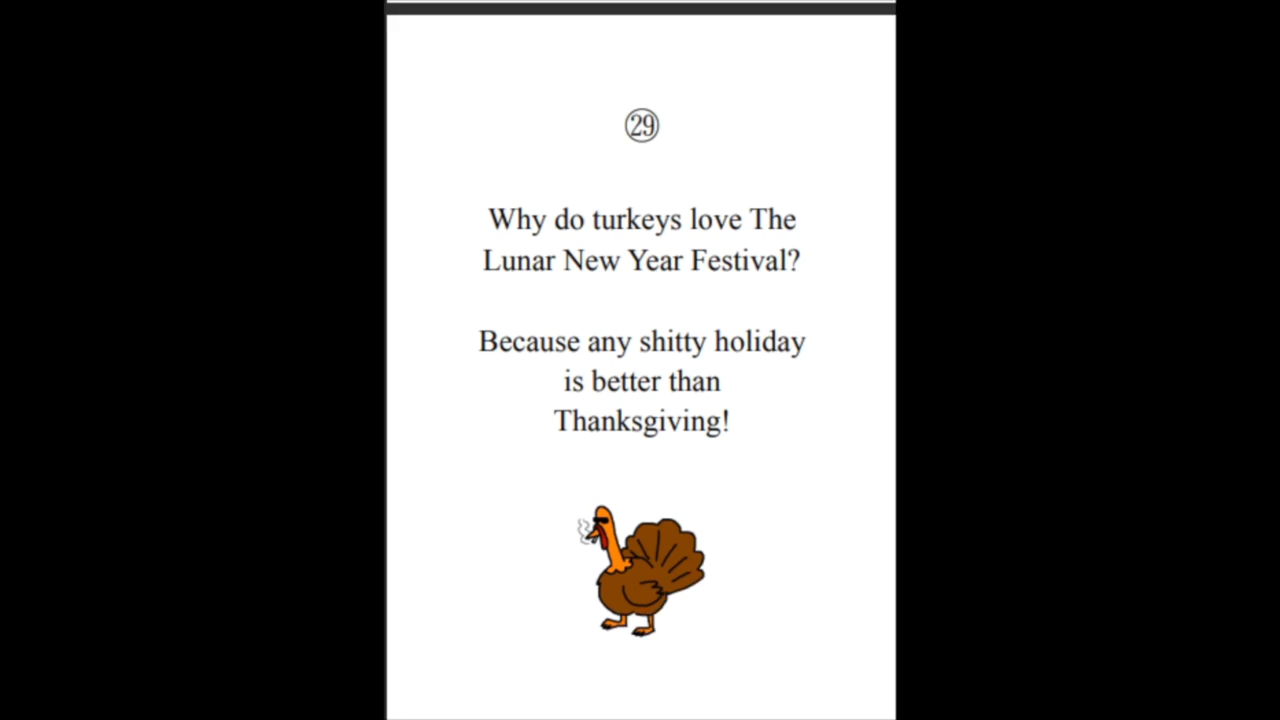 ㉙
Why do turkeys love The
Lunar New Year Festival?
Because any shitty holiday
is better than
Thanksgiving!